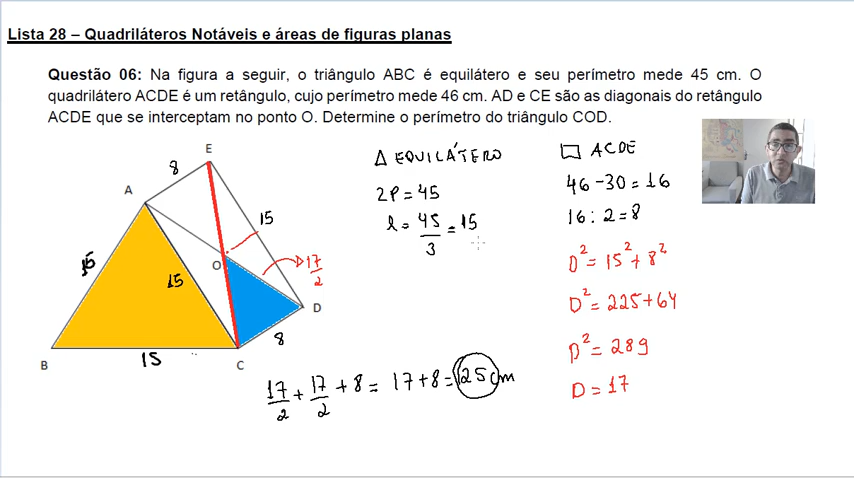 Lista 28 – Quadriláteros Notáveis e áreas de figuras planas
Questão 06: Na figura a seguir, o triângulo ABC é equilátero e seu perímetro mede 45 cm. O
quadrilátero ACDE é um retângulo, cujo perímetro mede 46 cm. AD e CE são as diagonais do retângulo
ACDE que se interceptam no ponto O. Determine o perímetro do triângulo COD.
E
8
A
15
15
15
O
17/2
D
8
B
15
C
Δ EQUILÁTERO
2P = 45
l = 45/3 = 15
□ ACDE
46 - 30 = 16
16 : 2 = 8
D² = 15² + 8²
D² = 225 + 64
D² = 289
D = 17
17/2 + 17/2 + 8 = 17 + 8 = 25 cm